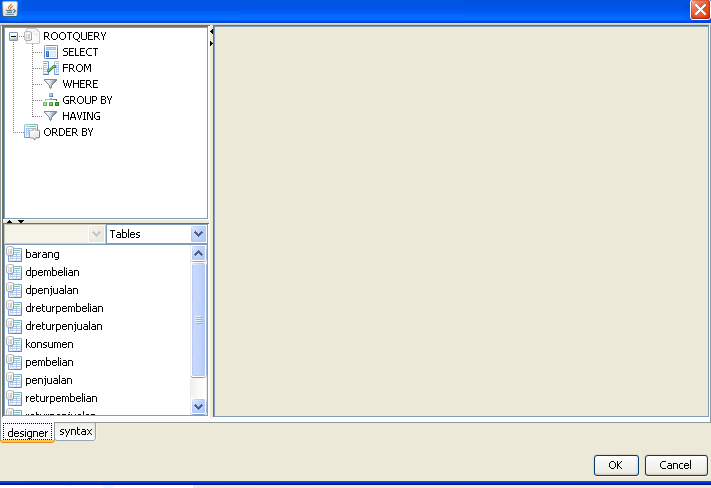 ROOTQUERY
SELECT
FROM
WHERE
GROUP BY
HAVING
ORDER BY
Tables
barang
dpembelian
dpenjualan
dreturpembelian
dreturpenjualan
konsumen
pembelian
penjualan
returpembelian
returpenjualan
designer
syntax
OK
Cancel